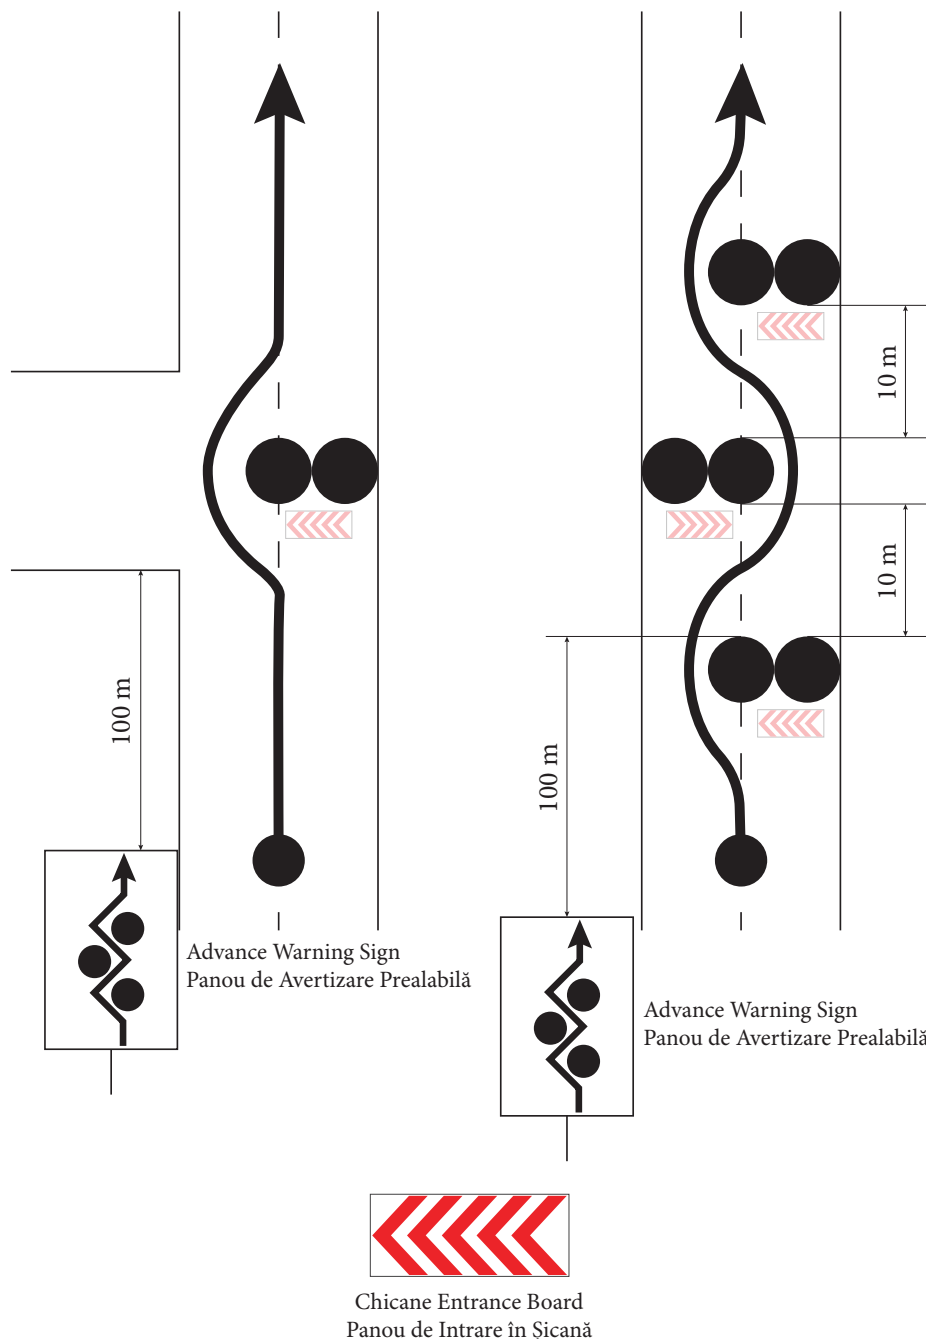 10 m
10 m
100 m
100 m
Advance Warning Sign
Panou de Avertizare Prealabilă
Advance Warning Sign
Panou de Avertizare Prealabilă
Chicane Entrance Board
Panou de Intrare în Șicană